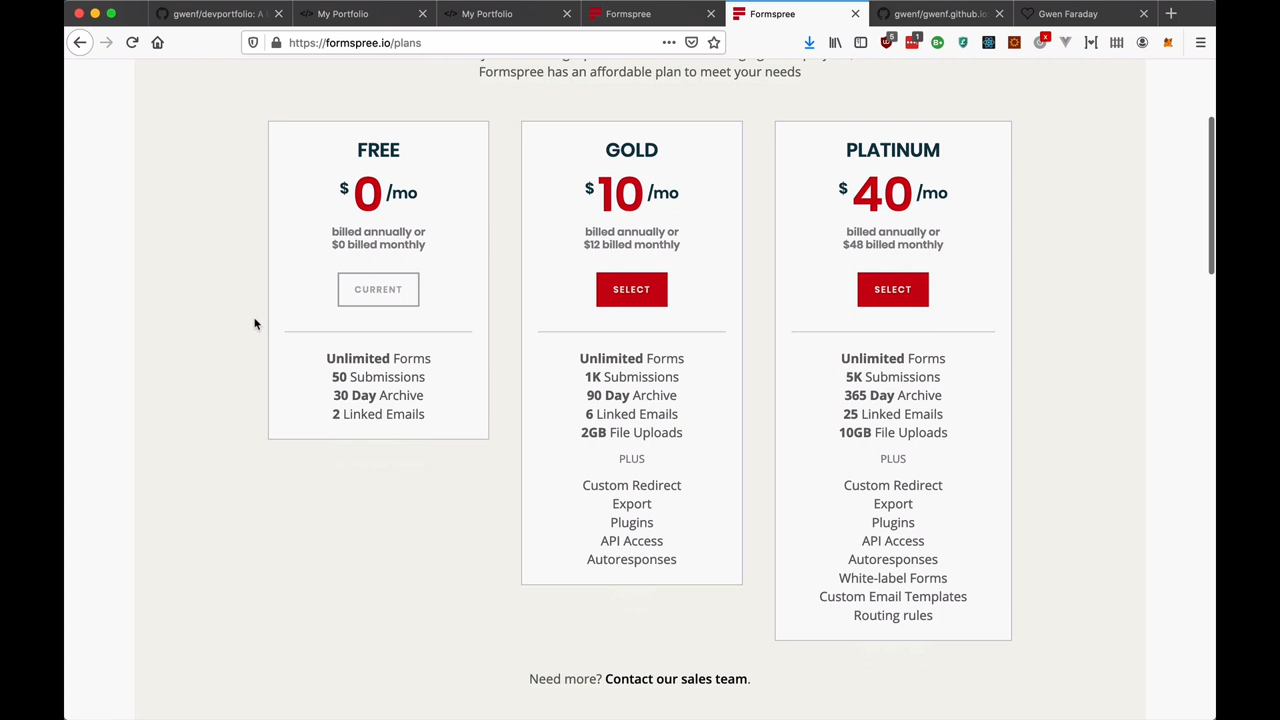 gwenf/devportfolio: A
My Portfolio
My Portfolio
Formspree
Formspree
gwenf/gwenf.github.io:
Gwen Faraday
https://formspree.io/plans
5
1
x
Formspree has an affordable plan to meet your needs
FREE
$ 0 /mo
billed annually or
$0 billed monthly
CURRENT
Unlimited Forms
50 Submissions
30 Day Archive
2 Linked Emails
GOLD
$ 10 /mo
billed annually or
$12 billed monthly
SELECT
Unlimited Forms
1K Submissions
90 Day Archive
6 Linked Emails
2GB File Uploads
PLUS
Custom Redirect
Export
Plugins
API Access
Autoresponses
PLATINUM
$ 40 /mo
billed annually or
$48 billed monthly
SELECT
Unlimited Forms
5K Submissions
365 Day Archive
25 Linked Emails
10GB File Uploads
PLUS
Custom Redirect
Export
Plugins
API Access
Autoresponses
White-label Forms
Custom Email Templates
Routing rules
Need more? Contact our sales team.